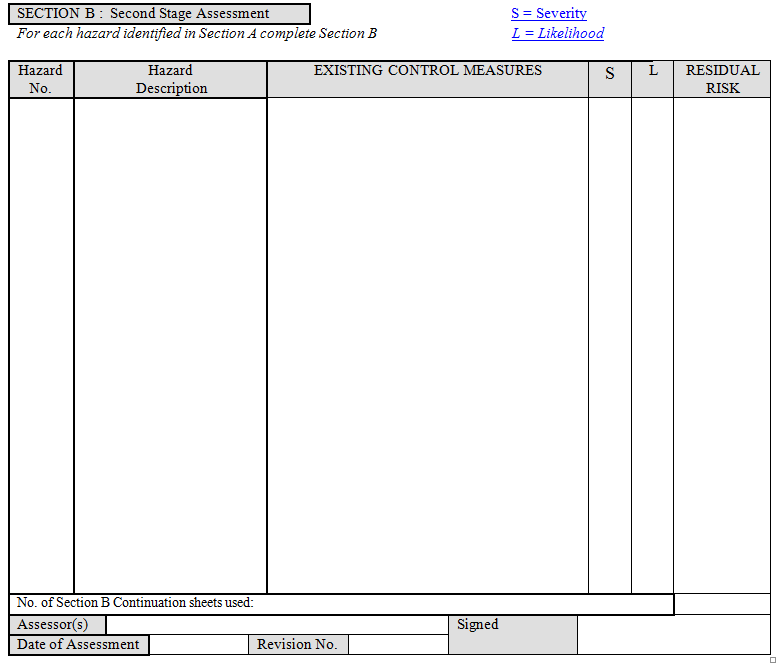 SECTION B : Second Stage Assessment
S = Severity
For each hazard identified in Section A complete Section B
L = Likelihood
Hazard No.
Hazard Description
EXISTING CONTROL MEASURES
S
L
RESIDUAL RISK
No. of Section B Continuation sheets used:
Assessor(s)
Signed
Date of Assessment
Revision No.